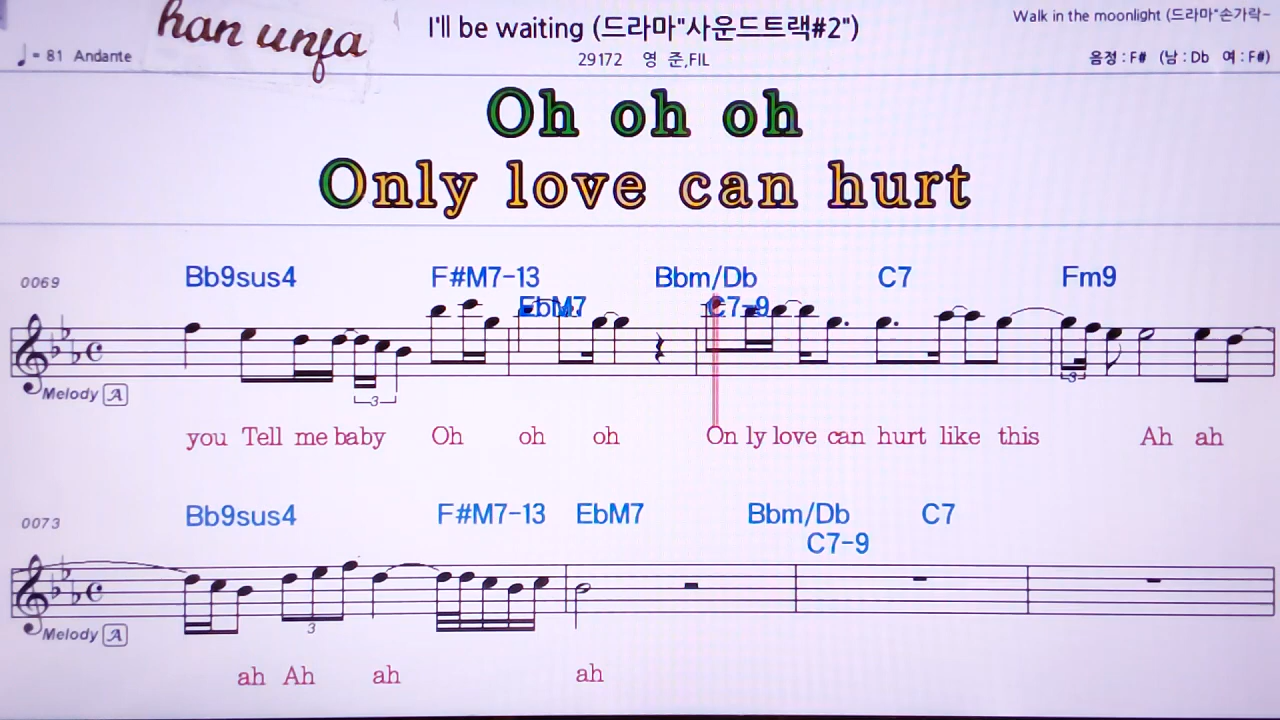 han unja
I'll be waiting (드라마"사운드트랙#2")
Walk in the moonlight (드라마"손가락~
♩= 81 Andante
29172 영 준,FIL
음정 : F# (남 : Db 여 : F#)
Oh oh oh
Only love can hurt
0069 Bb9sus4 F#M7-13 Bbm/Db C7 Fm9
EbM7 C7-9
3 3
Melody A
you Tell me baby Oh oh oh On ly love can hurt like this Ah ah
0073 Bb9sus4 F#M7-13 EbM7 Bbm/Db C7
C7-9
3
Melody A
ah Ah ah ah